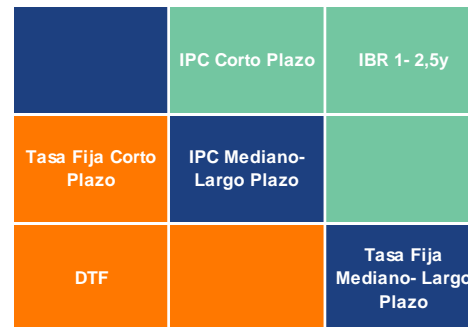 IPC Corto Plazo
IBR 1- 2,5y
Tasa Fija Corto
Plazo
IPC Mediano-
Largo Plazo
DTF
Tasa Fija
Mediano- Largo
Plazo